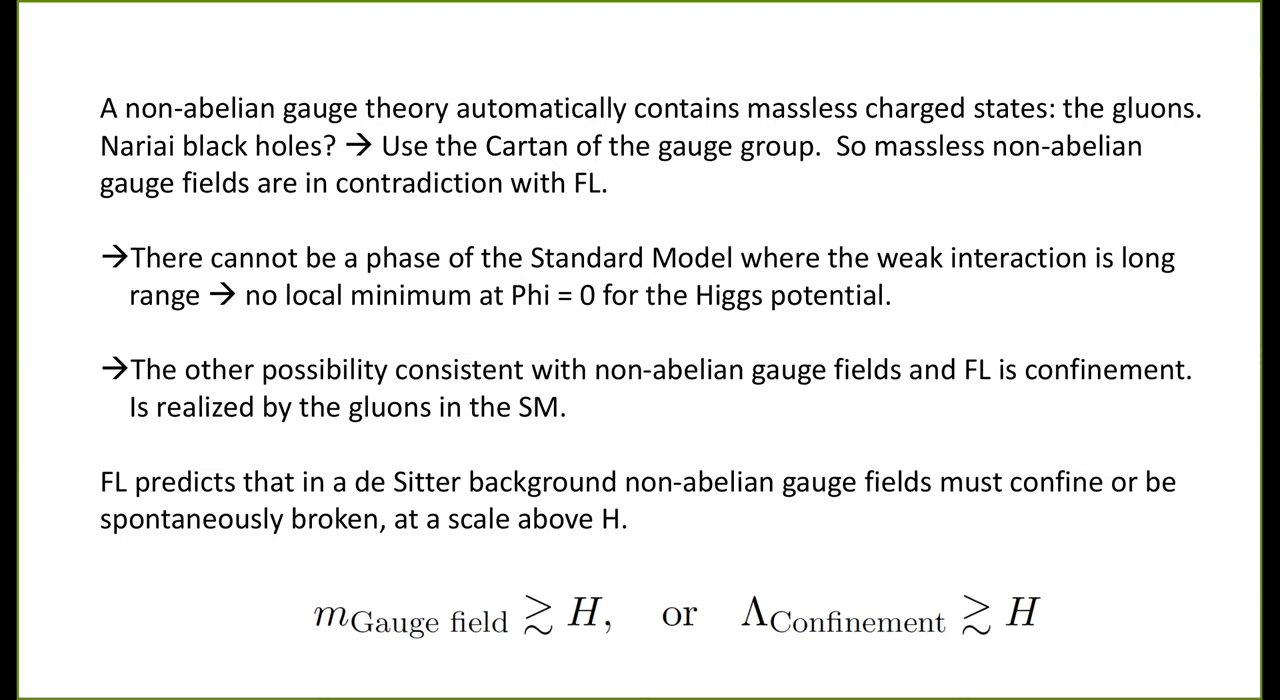 A non-abelian gauge theory automatically contains massless charged states: the gluons.
Nariai black holes? → Use the Cartan of the gauge group.  So massless non-abelian
gauge fields are in contradiction with FL.
→There cannot be a phase of the Standard Model where the weak interaction is long
range → no local minimum at Phi = 0 for the Higgs potential.
→The other possibility consistent with non-abelian gauge fields and FL is confinement.
Is realized by the gluons in the SM.
FL predicts that in a de Sitter background non-abelian gauge fields must confine or be
spontaneously broken, at a scale above H.
m_Gauge field ≳ H,   or   Λ_Confinement ≳ H